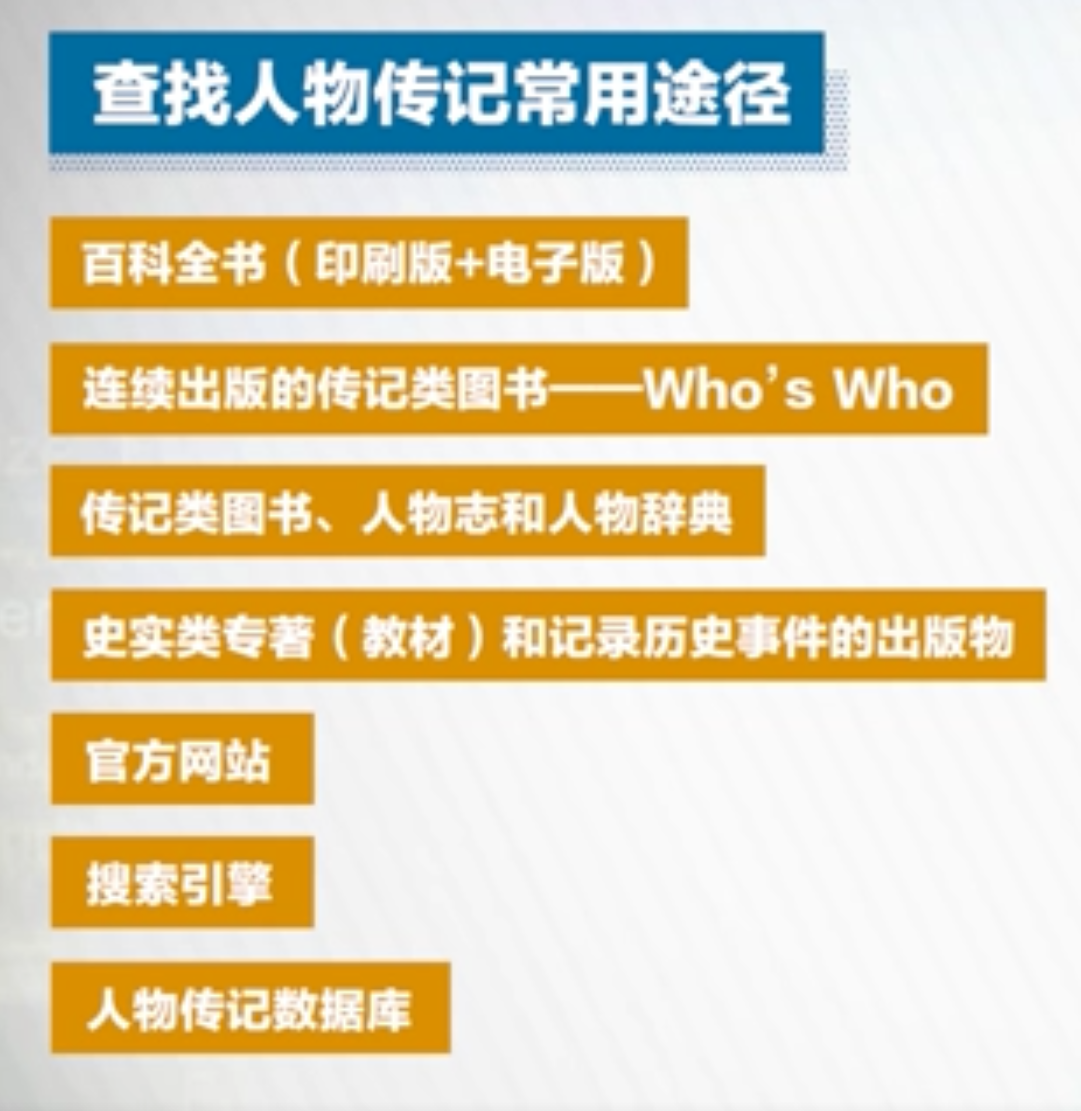 查找人物传记常用途径
百科全书（印刷版+电子版）
连续出版的传记类图书——Who's Who
传记类图书、人物志和人物辞典
史实类专著（教材）和记录历史事件的出版物
官方网站
搜索引擎
人物传记数据库